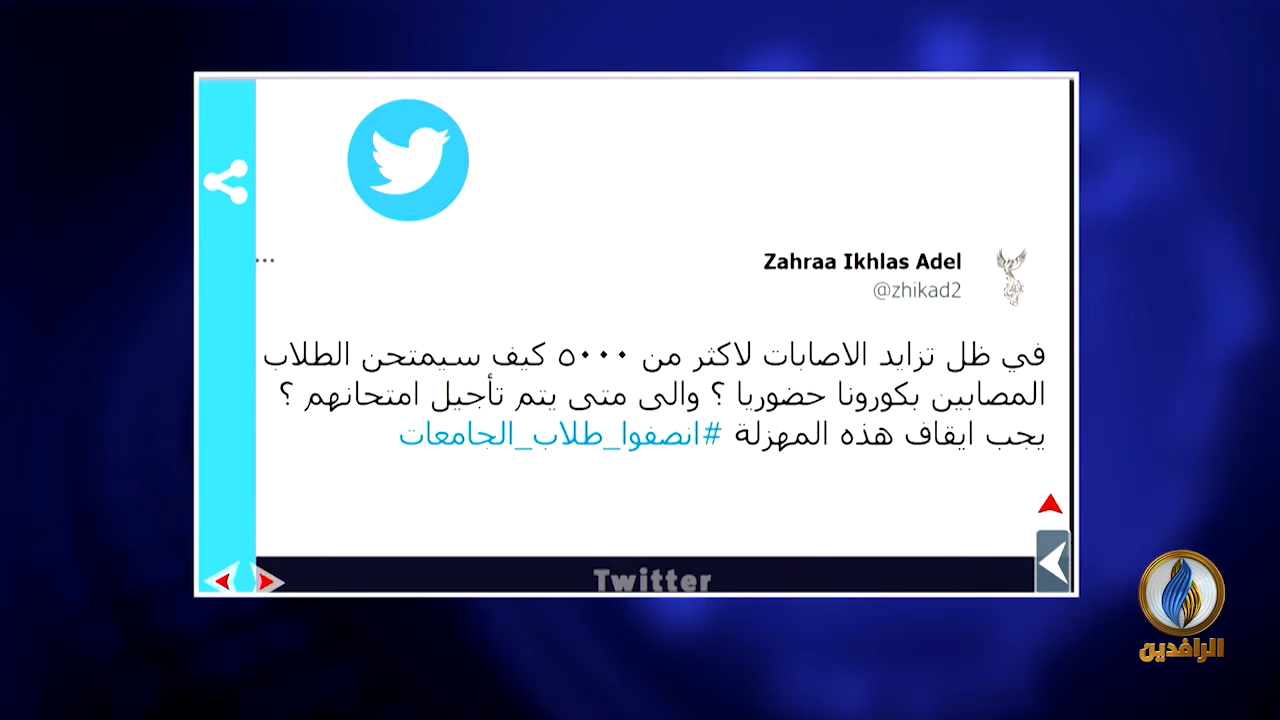 Zahraa Ikhlas Adel
@zhikad2
في ظل تزايد الاصابات لاكثر من ٥٠٠٠ كيف سيمتحن الطلاب
المصابين بكورونا حضوريا ؟ والى متى يتم تأجيل امتحانهم ؟
يجب ايقاف هذه المهزلة #انصفوا_طلاب_الجامعات
Twitter
الرافدين